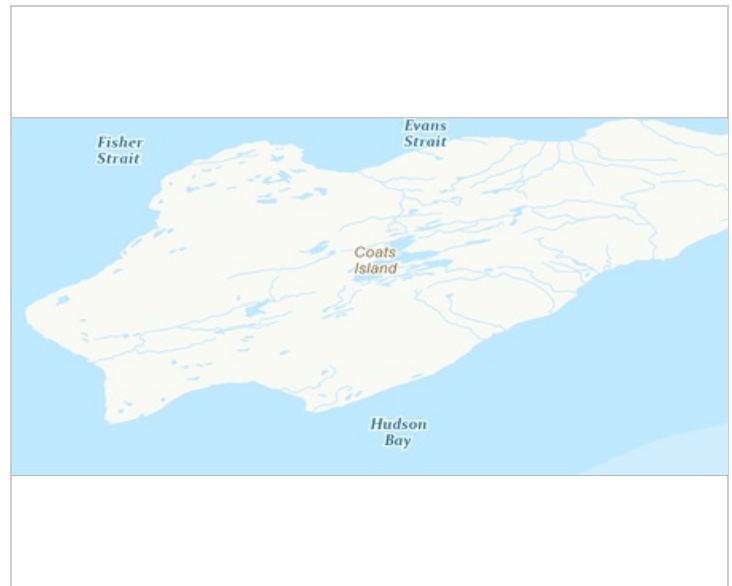 Evans
Strait
Fisher
Strait
Coats
Island
Hudson
Bay